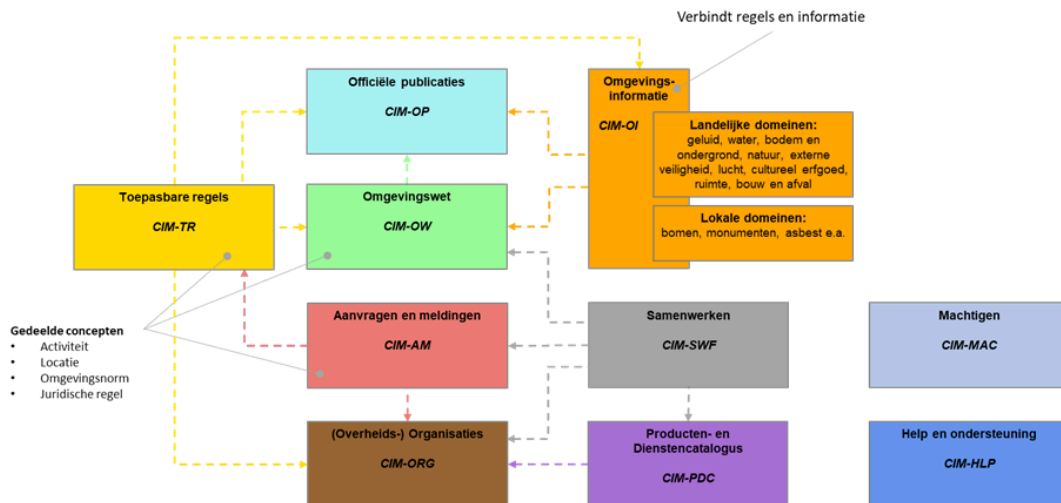 Verbindt regels en informatie
Officiële publicaties
CIM-OP
Omgevings-
informatie
CIM-OI
Landelijke domeinen:
geluid, water, bodem en
ondergrond, natuur, externe
veiligheid, lucht, cultureel erfgoed,
ruimte, bouw en afval
Lokale domeinen:
bomen, monumenten, asbest e.a.
Toepasbare regels
CIM-TR
Omgevingswet
CIM-OW
Gedeelde concepten
• Activiteit
• Locatie
• Omgevingsnorm
• Juridische regel
Aanvragen en meldingen
CIM-AM
Samenwerken
CIM-SWF
Machtigen
CIM-MAC
(Overheids-) Organisaties
CIM-ORG
Producten- en
Dienstencatalogus
CIM-PDC
Help en ondersteuning
CIM-HLP